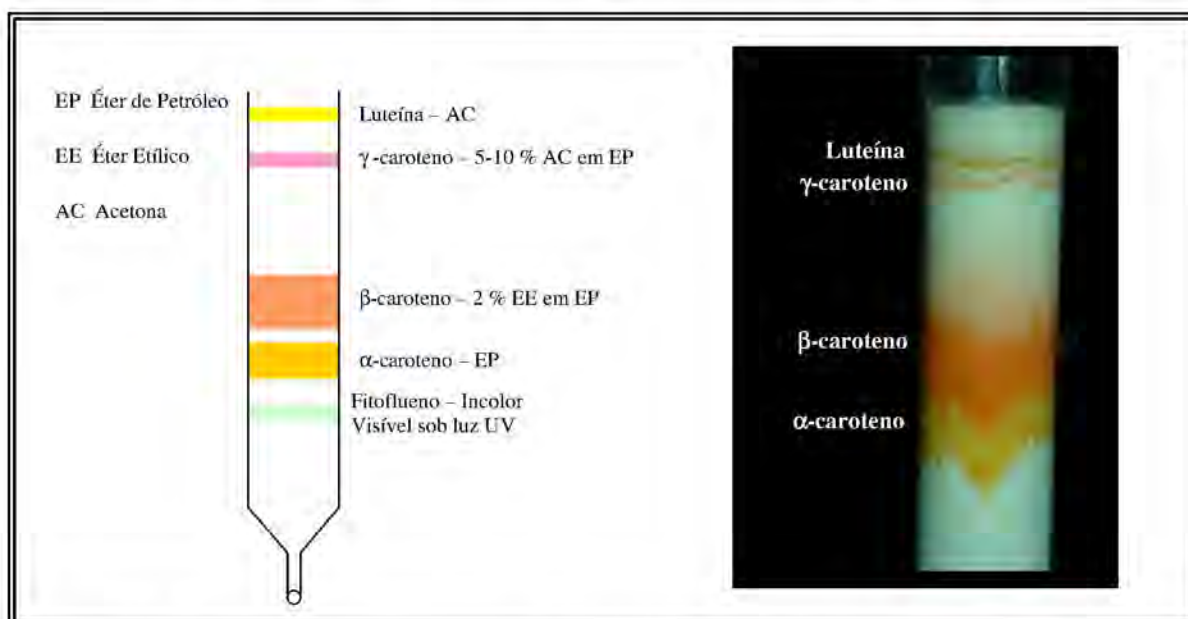 EP Éter de Petróleo
EE Éter Etílico
AC Acetona
Luteína – AC
γ-caroteno – 5-10 % AC em EP
β-caroteno – 2 % EE em EP
α-caroteno – EP
Fitoflueno – Incolor
Visível sob luz UV
Luteína
γ-caroteno
β-caroteno
α-caroteno